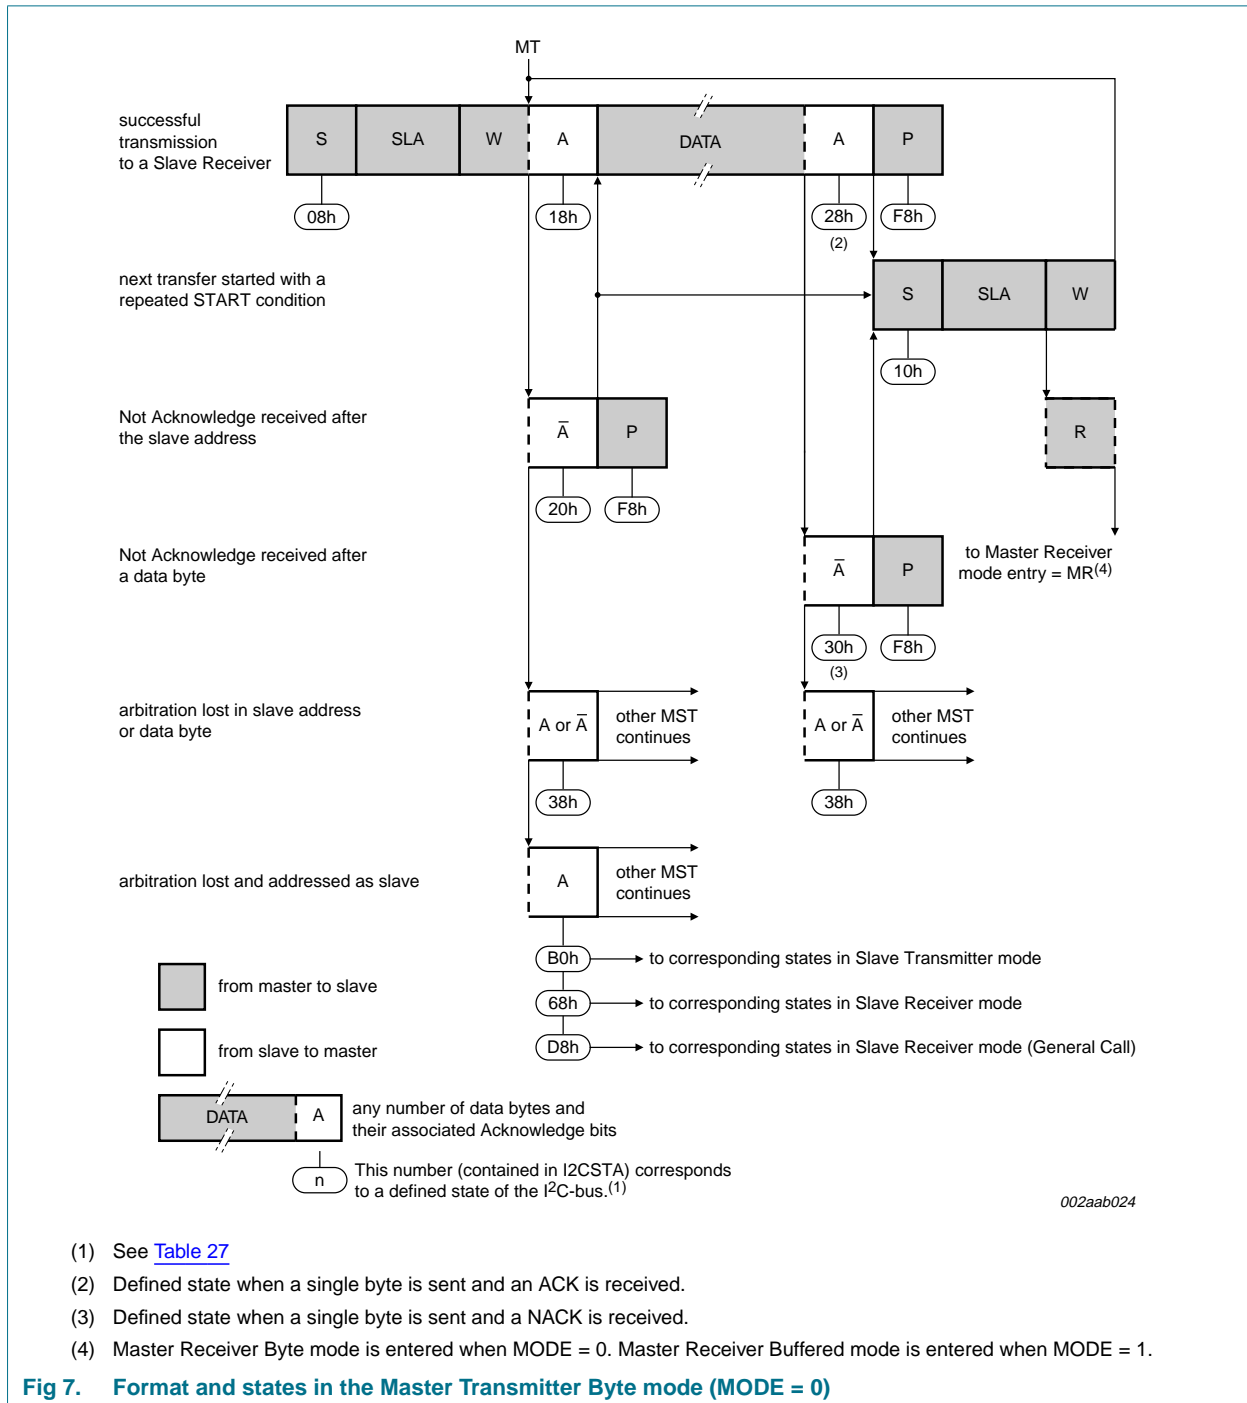 MT
successful
transmission
to a Slave Receiver
S SLA W A DATA A P
08h 18h 28h F8h
(2)
next transfer started with a
repeated START condition
S SLA W
10h
Not Acknowledge received after
the slave address
A̅ P R
20h F8h
Not Acknowledge received after
a data byte
A̅ P
to Master Receiver
mode entry = MR(4)
30h F8h
(3)
arbitration lost in slave address
or data byte
A or A̅
other MST
continues
A or A̅
other MST
continues
38h 38h
arbitration lost and addressed as slave
A
other MST
continues
B0h to corresponding states in Slave Transmitter mode
from master to slave
68h to corresponding states in Slave Receiver mode
from slave to master
D8h to corresponding states in Slave Receiver mode (General Call)
DATA A
any number of data bytes and
their associated Acknowledge bits
n
This number (contained in I2CSTA) corresponds
to a defined state of the I²C-bus.(1)
002aab024
(1) See Table 27
(2) Defined state when a single byte is sent and an ACK is received.
(3) Defined state when a single byte is sent and a NACK is received.
(4) Master Receiver Byte mode is entered when MODE = 0. Master Receiver Buffered mode is entered when MODE = 1.
Fig 7. Format and states in the Master Transmitter Byte mode (MODE = 0)